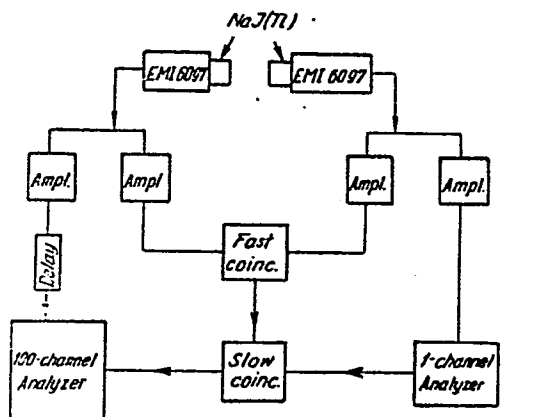 NaJ(Tl)
EMI 6097
EMI 6097
Ampl.
Ampl
Ampl.
Ampl.
Delay
Fast
coinc.
100-channel
Analyzer
Slow
coinc.
1-channel
Analyzer